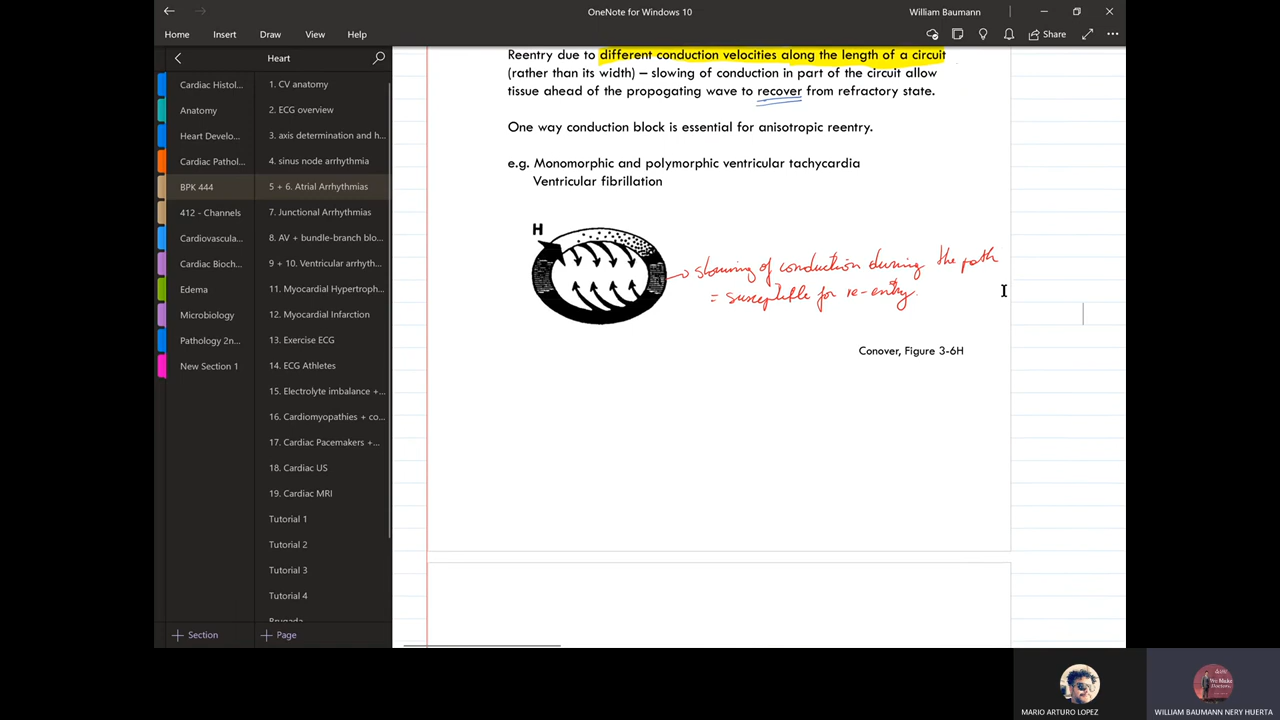 OneNote for Windows 10
William Baumann
Home Insert Draw View Help
Share
Heart
Cardiac Histol...
Anatomy
Heart Develo...
Cardiac Pathol...
BPK 444
412 - Channels
Cardiovascula...
Cardiac Bioch...
Edema
Microbiology
Pathology 2n...
New Section 1
1. CV anatomy
2. ECG overview
3. axis determination and h...
4. sinus node arrhythmia
5 + 6. Atrial Arrhythmias
7. Junctional Arrhythmias
8. AV + bundle-branch blo...
9 + 10. Ventricular arryth...
11. Myocardial Hypertroph...
12. Myocardial Infarction
13. Exercise ECG
14. ECG Athletes
15. Electrolyte imbalance +...
16. Cardiomyopathies + co...
17. Cardiac Pacemakers +...
18. Cardiac US
19. Cardiac MRI
Tutorial 1
Tutorial 2
Tutorial 3
Tutorial 4
Brugada
+ Section
+ Page
Reentry due to different conduction velocities along the length of a circuit
(rather than its width) – slowing of conduction in part of the circuit allow
tissue ahead of the propogating wave to recover from refractory state.
One way conduction block is essential for anisotropic reentry.
e.g. Monomorphic and polymorphic ventricular tachycardia
Ventricular fibrillation
H
slowing of conduction during the path
= susceptible for re-entry.
Conover, Figure 3-6H
MARIO ARTURO LOPEZ
We Make
Doctors
WILLIAM BAUMANN NERY HUERTA